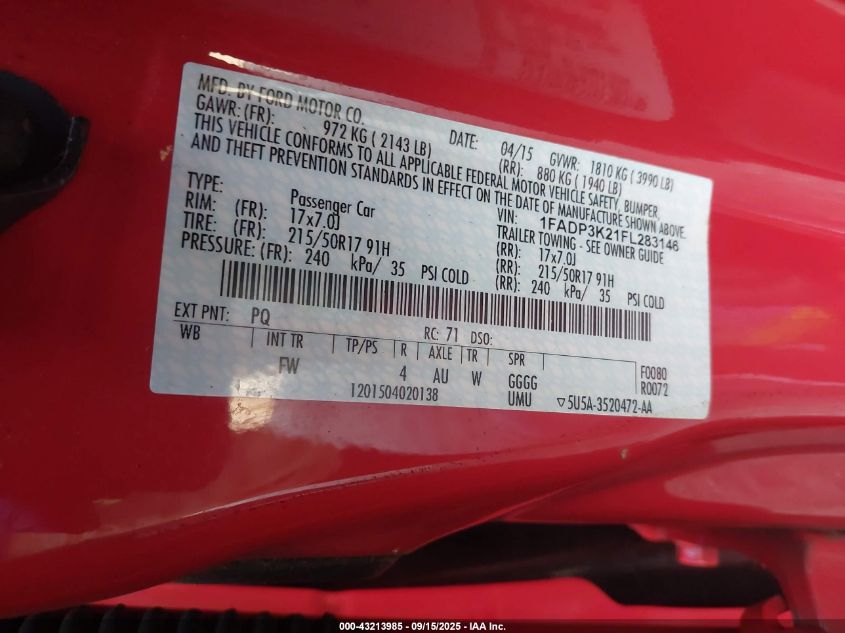 MFD. BY FORD MOTOR CO.
DATE: 04/15 GVWR: 1810 KG ( 3990 LB)
GAWR: (FR): 972 KG ( 2143 LB) (RR): 880 KG ( 1940 LB)
THIS VEHICLE CONFORMS TO ALL APPLICABLE FEDERAL MOTOR VEHICLE SAFETY, BUMPER,
AND THEFT PREVENTION STANDARDS IN EFFECT ON THE DATE OF MANUFACTURE SHOWN ABOVE.
VIN: 1FADP3K21FL283146
TYPE: Passenger Car TRAILER TOWING - SEE OWNER GUIDE
RIM: (FR): 17x7.0J (RR): 17x7.0J
TIRE: (FR): 215/50R17 91H (RR): 215/50R17 91H
PRESSURE: (FR): 240 kPa/ 35 PSI COLD (RR): 240 kPa/ 35 PSI COLD
EXT PNT: PQ RC: 71 DSO:
WB INT TR TP/PS R AXLE TR SPR
FW 4 AU W GGGG F0080
UMU R0072
1201504020138 ▽5U5A-3520472-AA
000-43213985 - 09/15/2025 - IAA Inc.